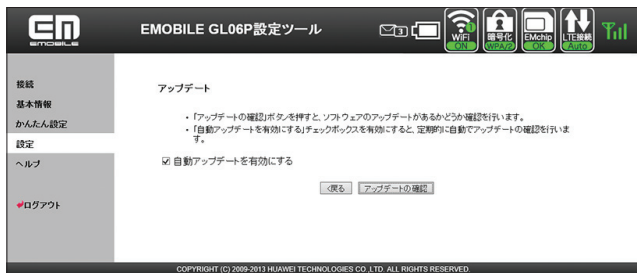 EM
EMOBILE
EMOBILE GL06P設定ツール
3
WiFi
ON
暗号化
WPA/2
EMchip
OK
LTE接続
Auto
接続
基本情報
かんたん設定
設定
ヘルプ
ログアウト
アップデート
・「アップデートの確認」ボタンを押すと、ソフトウェアのアップデートがあるかどうか確認を行います。
・「自動アップデートを有効にする」チェックボックスを有効にすると、定期的に自動でアップデートの確認を行いま
す。
自動アップデートを有効にする
<戻る
アップデートの確認
COPYRIGHT (C) 2009-2013 HUAWEI TECHNOLOGIES CO.,LTD. ALL RIGHTS RESERVED.